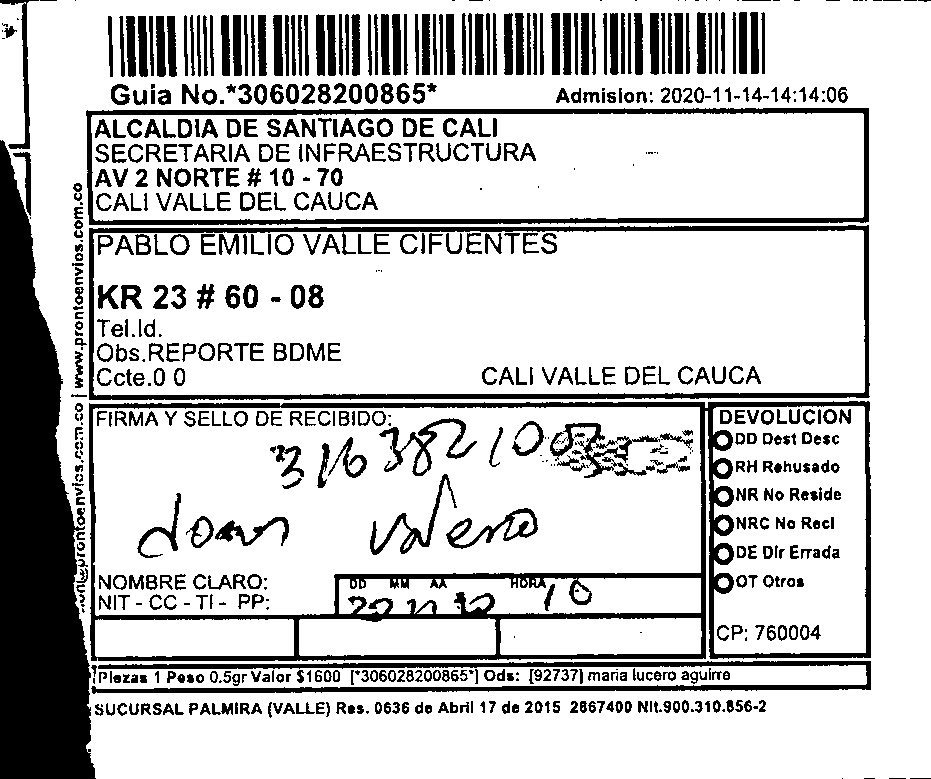 Guia No.*306028200865*
Admision: 2020-11-14-14:14:06
ALCALDIA DE SANTIAGO DE CALI
SECRETARIA DE INFRAESTRUCTURA
AV 2 NORTE # 10 - 70
CALI VALLE DEL CAUCA
PABLO EMILIO VALLE CIFUENTES
KR 23 # 60 - 08
Tel.Id.
Obs.REPORTE BDME
Ccte.0 0
CALI VALLE DEL CAUCA
www.prontoenvios.com.co
prontoenvios.com.co
FIRMA Y SELLO DE RECIBIDO:
NOMBRE CLARO:
NIT - CC - TI - PP:
DD MM AA HORA
10
DEVOLUCION
DD Dest Desc
RH Rehusado
NR No Reside
NRC No Recl
DE Dir Errada
OT Otros
CP: 760004
Piezas 1 Peso 0.5gr Valor $1600 [*306028200865*] Ods: [92737] maria lucero aguirre
SUCURSAL PALMIRA (VALLE) Res. 0636 de Abril 17 de 2015 2867400 Nit.900.310.856-2